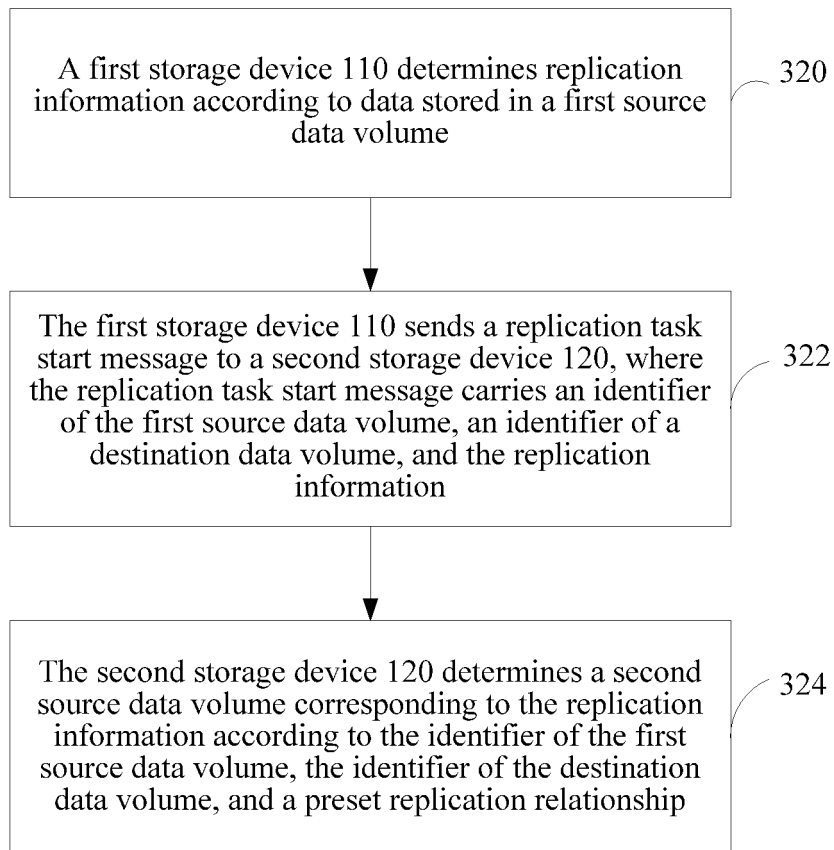 A first storage device 110 determines replication
information according to data stored in a first source
data volume
320
The first storage device 110 sends a replication task
start message to a second storage device 120, where
the replication task start message carries an identifier
of the first source data volume, an identifier of a
destination data volume, and the replication
information
322
The second storage device 120 determines a second
source data volume corresponding to the replication
information according to the identifier of the first
source data volume, the identifier of the destination
data volume, and a preset replication relationship
324